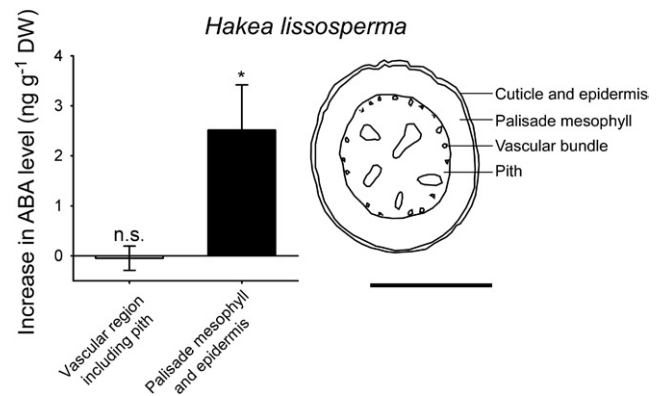 Hakea lissosperma
Increase in ABA level (ng g⁻¹ DW)
4
3
2
1
0
n.s.
*
Vascular region
including pith
Palisade mesophyll
and epidermis
Cuticle and epidermis
Palisade mesophyll
Vascular bundle
Pith